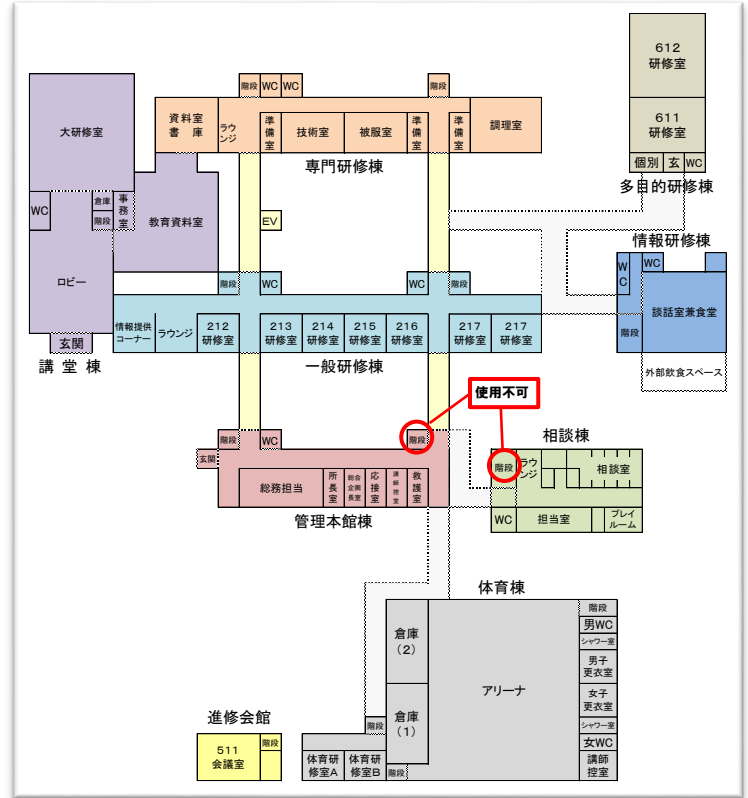 612
研修室
611
研修室
個別
玄
WC
多目的研修棟
階段
WC
WC
階段
大研修室
資料室
書　庫
ラウ
ンジ
準
備
室
技術室
被服室
準
備
室
準
備
室
調理室
専門研修棟
WC
倉庫
階段
事
務
室
教育資料室
EV
ロビー
玄関
講 堂 棟
情報研修棟
W
C
WC
談話室兼食堂
階段
外部飲食スペース
階段
WC
WC
階段
情報提供
コーナー
ラウンジ
212
研修室
213
研修室
214
研修室
215
研修室
216
研修室
217
研修室
217
研修室
一般研修棟
使用不可
階段
WC
階段
玄関
総務担当
所
長
室
総合
企画
長室
応
接
室
講
師
控
室
救
護
室
管理本館棟
相談棟
階段
ラウ
ンジ
相談室
WC
担当室
プレイ
ルーム
体育棟
倉庫
（2）
倉庫
（1）
アリーナ
階段
男WC
シャワー室
男子
更衣室
女子
更衣室
シャワー室
女WC
講師
控室
階段
体育研
修室A
体育研
修室B
階段
進修会館
511
会議室
階段